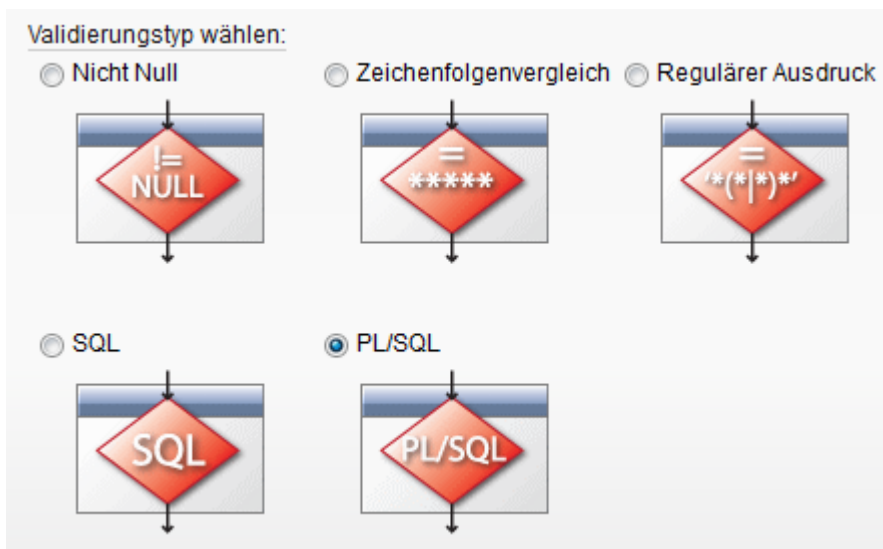 Validierungstyp wählen:
Nicht Null
Zeichenfolgenvergleich
Regulärer Ausdruck
!=
NULL
=
*****
=
'*(*|*)*'
SQL
PL/SQL
SQL
PL/SQL